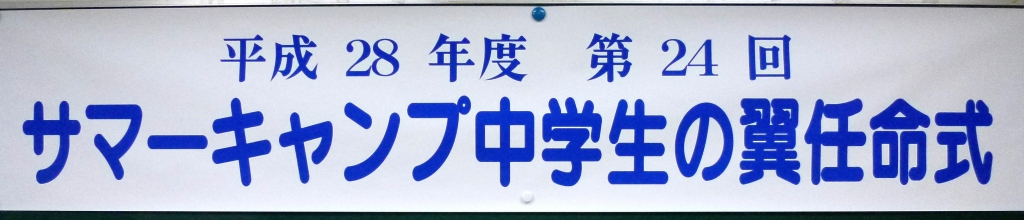 平成 28 年度　第 24 回
サマーキャンプ中学生の翼任命式